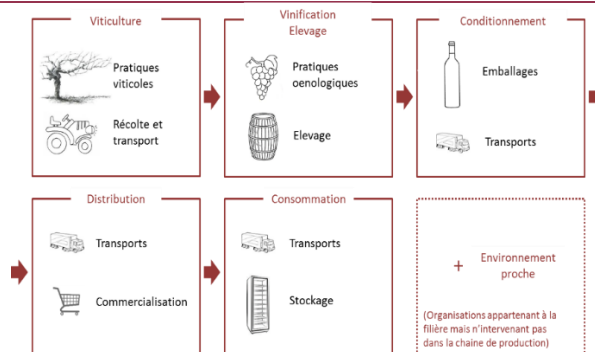 Viticulture
Pratiques
viticoles
Récolte et
transport
Vinification
Elevage
Pratiques
oenologiques
Elevage
Conditionnement
Emballages
Transports
Distribution
Transports
Commercialisation
Consommation
Transports
Stockage
+ Environnement
proche
(Organisations appartenant à la
filière mais n'intervenant pas
dans la chaine de production)